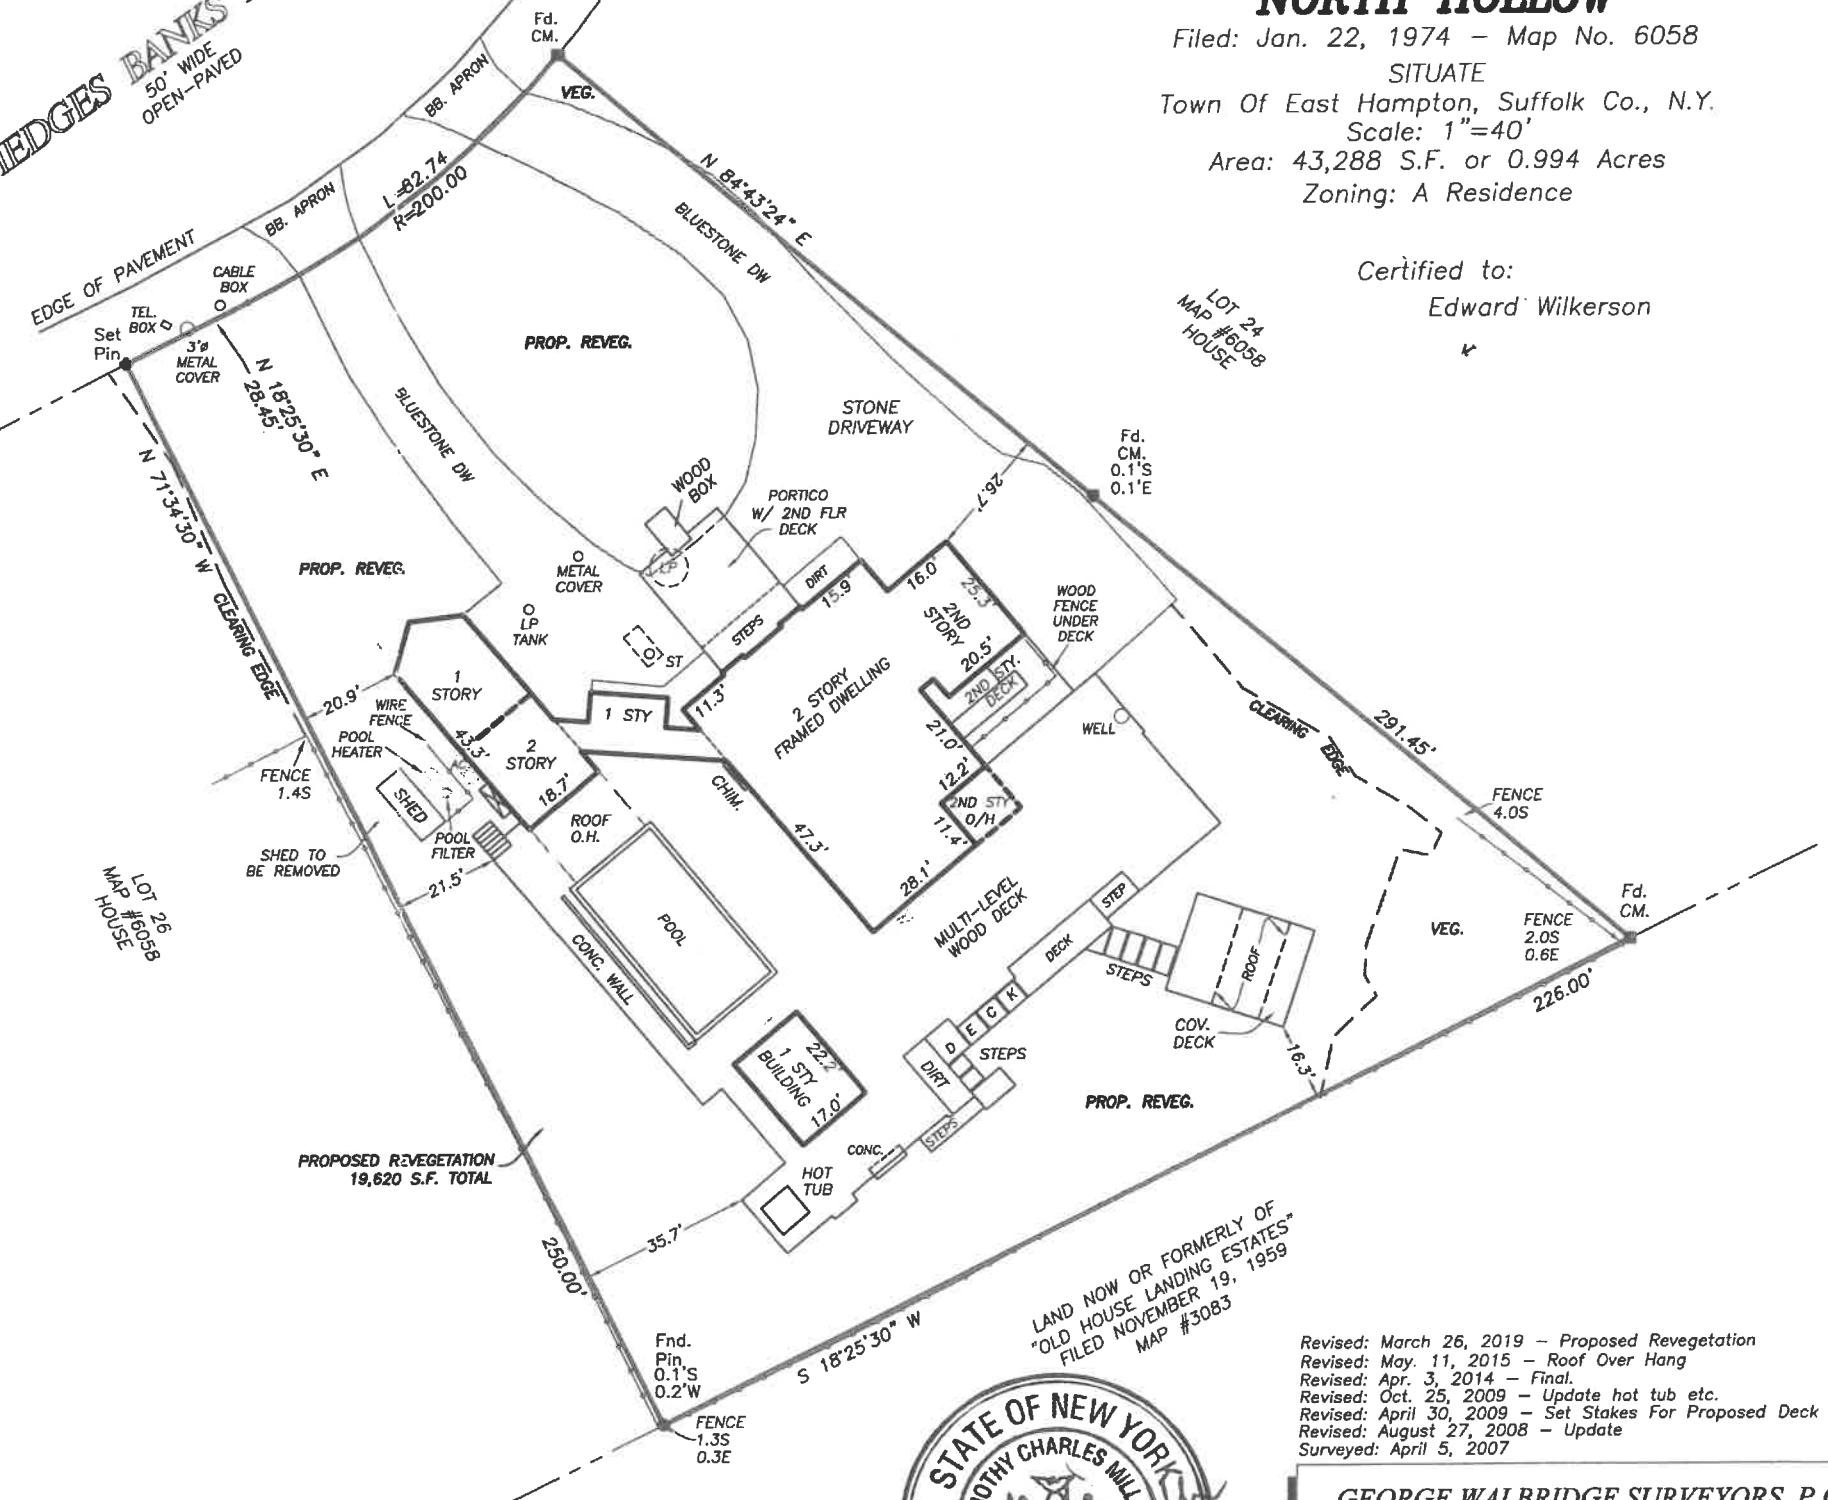 NORTH HOLLOW
Filed: Jan. 22, 1974 – Map No. 6058
SITUATE
Town Of East Hampton, Suffolk Co., N.Y.
Scale: 1"=40'
Area: 43,288 S.F. or 0.994 Acres
Zoning: A Residence
Certified to:
Edward Wilkerson
HEDGES BANKS
50' WIDE
OPEN–PAVED
Fd.
CM.
VEG.
BB. APRON
L=82.74
R=200.00
BB. APRON
EDGE OF PAVEMENT
CABLE
BOX
TEL.
BOX
Set
Pin
3'ø
METAL
COVER
N 18°25'30" E
28.45'
N 84°43'24" E
BLUESTONE DW
PROP. REVEG.
BLUESTONE DW
STONE
DRIVEWAY
LOT 24
MAP #6058
HOUSE
Fd.
CM.
0.1'S
0.1'E
26.7'
N 71°34'30" W
CLEARING EDGE
PROP. REVEG.
WOOD
BOX
PORTICO
W/ 2ND FLR
DECK
LP
METAL
COVER
LP
TANK
ST
STEPS
DIRT
15.9'
16.0'
25.3'
2ND
STORY
20.5'
WOOD
FENCE
UNDER
DECK
2ND STY.
DECK
1
STORY
20.9'
WIRE
FENCE
POOL
HEATER
43.3'
2
STORY
18.7'
1 STY
11.3'
2 STORY
FRAMED DWELLING
21.0'
12.2'
2ND STY
O/H
11.4'
WELL
CLEARING EDGE
291.45'
FENCE
1.4S
SHED
POOL
FILTER
SHED TO
BE REMOVED
21.5'
ROOF
O.H.
CHIM.
47.3'
28.1'
MULTI–LEVEL
WOOD DECK
FENCE
4.0S
LOT 26
MAP #6058
HOUSE
POOL
CONC. WALL
STEP
DECK
STEPS
ROOF
COV.
DECK
VEG.
FENCE
2.0S
0.6E
Fd.
CM.
226.00'
16.3'
DECK
STEPS
DIRT
STEPS
22.2'
1 STY
BUILDING
17.0'
CONC.
HOT
TUB
PROP. REVEG.
PROPOSED REVEGETATION
19,620 S.F. TOTAL
35.7'
250.00'
Fnd.
Pin
0.1'S
0.2'W
FENCE
1.3S
0.3E
S 18°25'30" W
LAND NOW OR FORMERLY OF
"OLD HOUSE LANDING ESTATES"
FILED NOVEMBER 19, 1959
MAP #3083
Revised: March 26, 2019 – Proposed Revegetation
Revised: May. 11, 2015 – Roof Over Hang
Revised: Apr. 3, 2014 – Final.
Revised: Oct. 25, 2009 – Update hot tub etc.
Revised: April 30, 2009 – Set Stakes For Proposed Deck
Revised: August 27, 2008 – Update
Surveyed: April 5, 2007
STATE OF NEW YORK
CHARLES
GEORGE WALBRIDGE SURVEYORS, P.C.